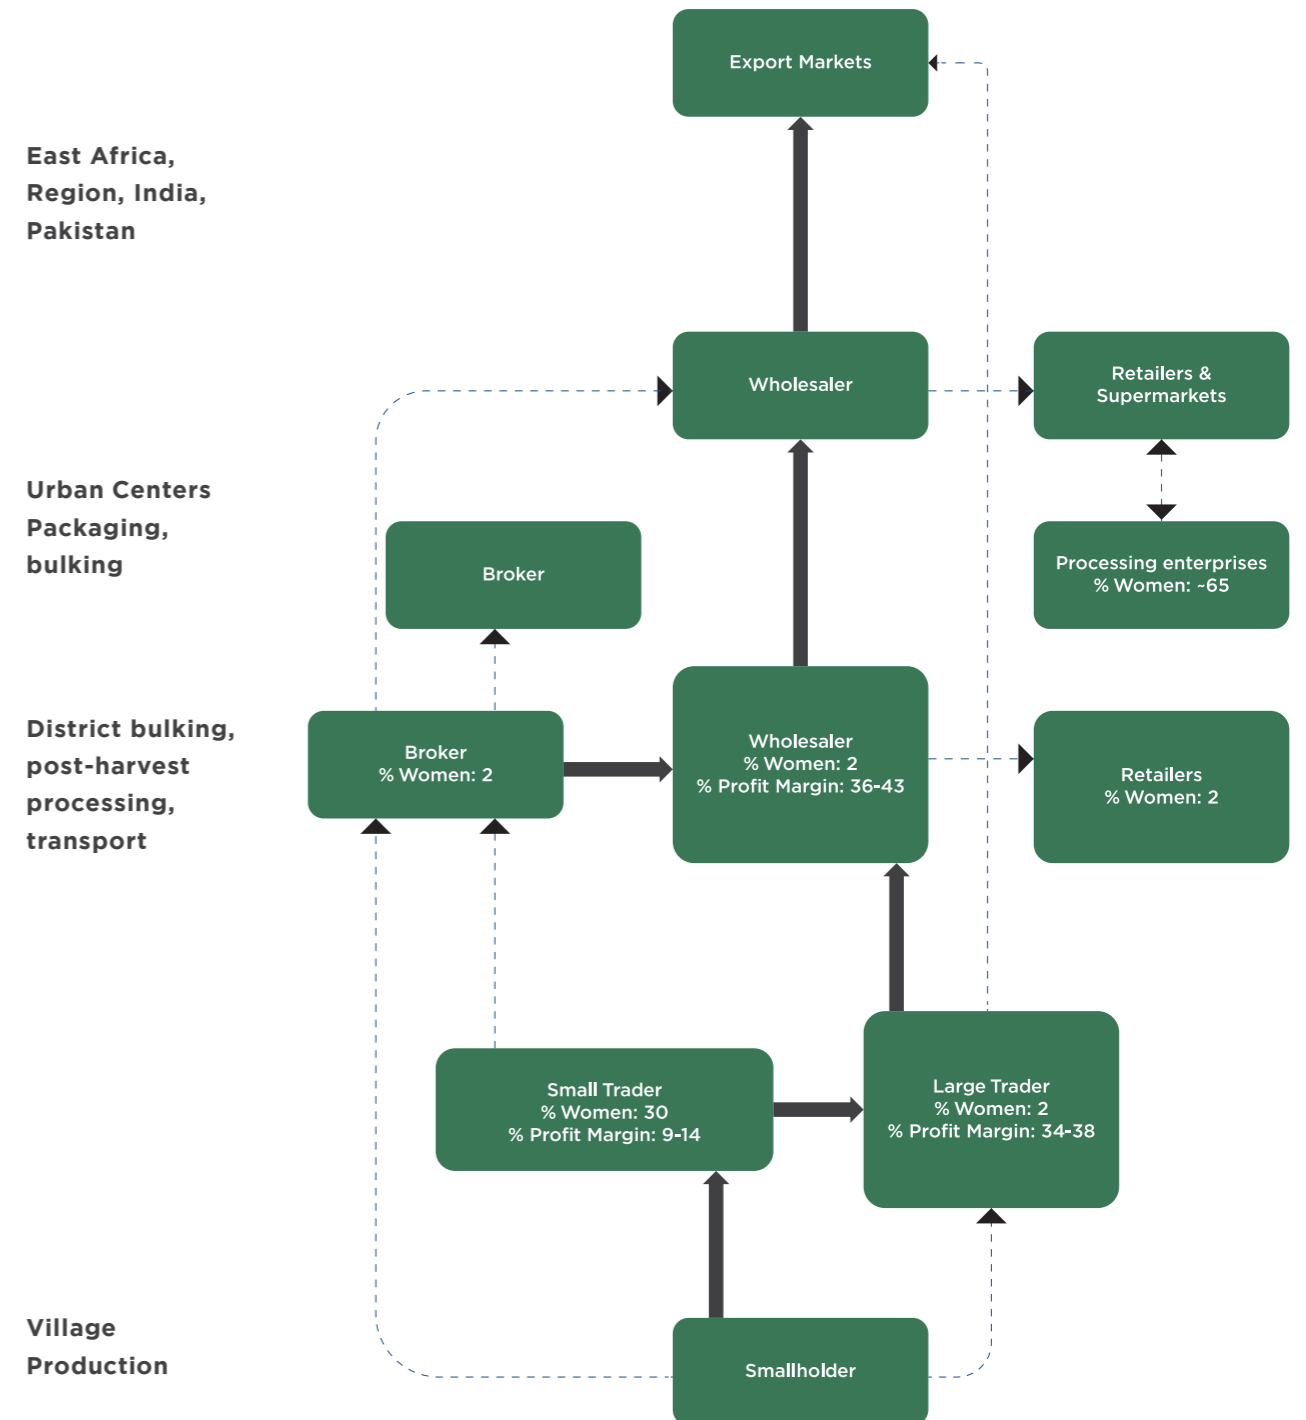 Export Markets
East Africa,
Region, India,
Pakistan
Wholesaler
Retailers &
Supermarkets
Urban Centers
Packaging,
bulking
Broker
Processing enterprises
% Women: ~65
District bulking,
post-harvest
processing,
transport
Broker
% Women: 2
Wholesaler
% Women: 2
% Profit Margin: 36-43
Retailers
% Women: 2
Small Trader
% Women: 30
% Profit Margin: 9-14
Large Trader
% Women: 2
% Profit Margin: 34-38
Village
Production
Smallholder